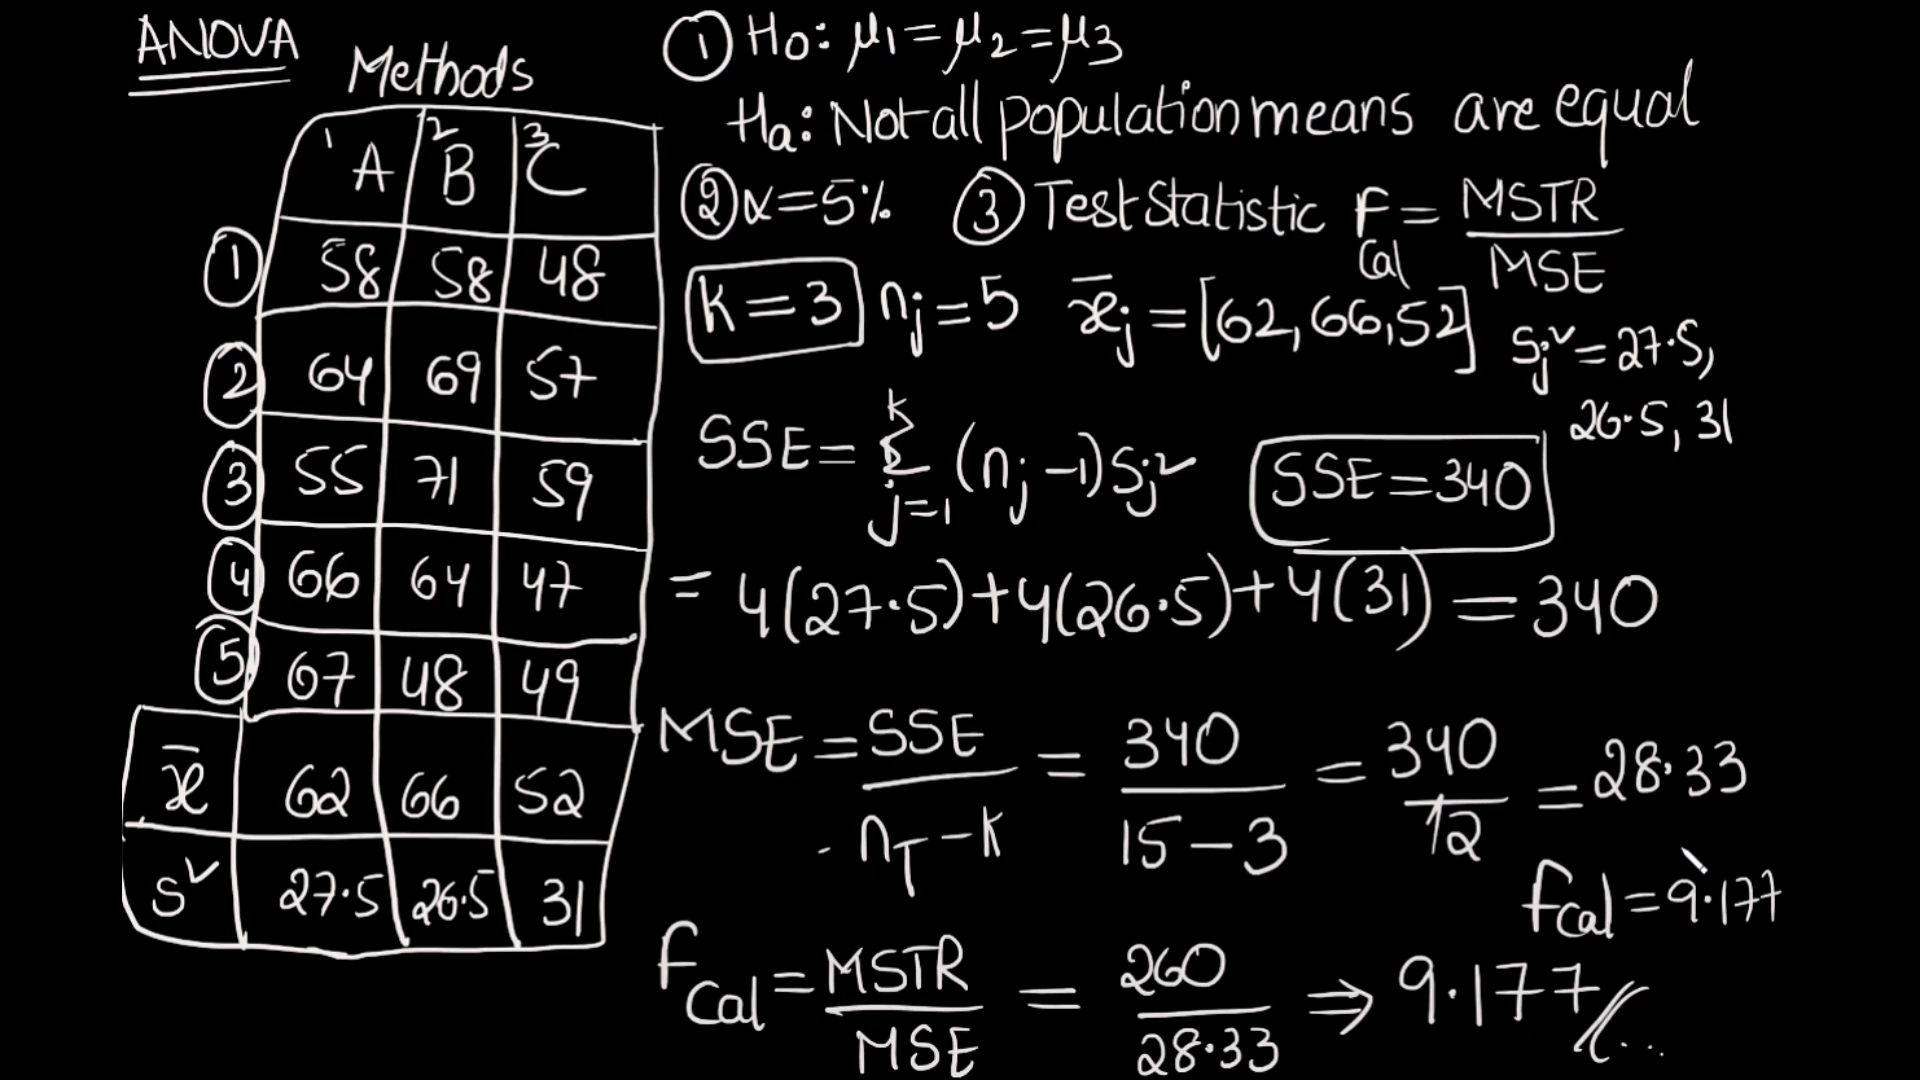 ANOVA
Methods
1 A 2 B 3 C
① 58 58 48
② 64 69 57
③ 55 71 59
④ 66 64 47
⑤ 67 48 49
x̄ 62 66 52
s² 27.5 26.5 31
① H0: μ1 = μ2 = μ3
Ha: Not all population means are equal
② α = 5% ③ Test Statistic F Cal = MSTR / MSE
k = 3 nj = 5 x̄j = [62, 66, 52]
sj² = 27.5,
26.5, 31
SSE = Σ j=1 k (nj − 1) Sj² SSE = 340
= 4(27.5) + 4(26.5) + 4(31) = 340
MSE = SSE / nT − k = 340 / 15 − 3 = 340 / 12 = 28.33
fCal = 9.177
FCal = MSTR / MSE = 260 / 28.33 ⇒ 9.177 //...